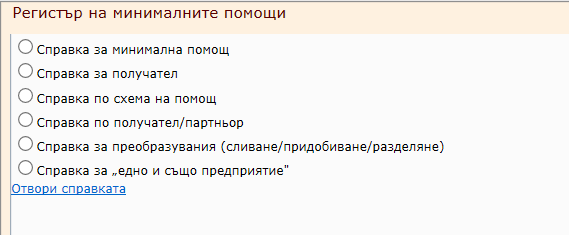 Регистър на минималните помощи
Справка за минимална помощ
Справка за получател
Справка по схема на помощ
Справка по получател/партньор
Справка за преобразувания (сливане/придобиване/разделяне)
Справка за „едно и също предприятие"
Отвори справката